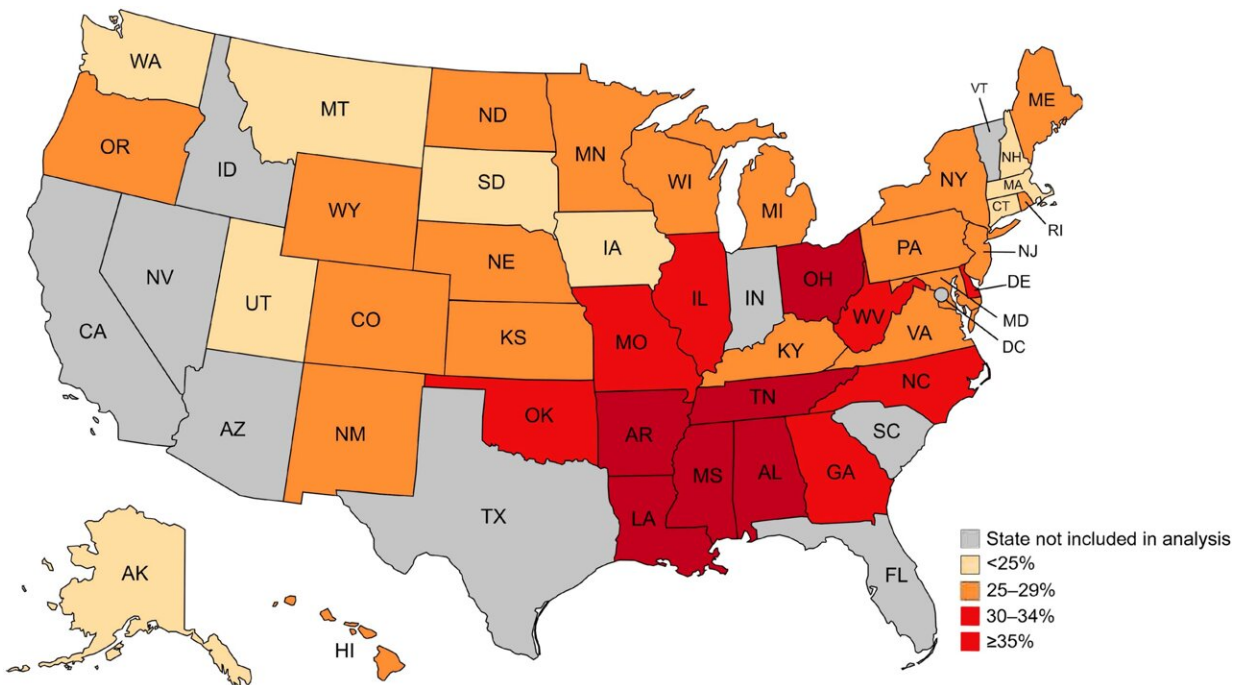 WA
MT
ND
MN
VT
ME
OR
ID
SD
WI
NH
NY
MA
WY
MI
CT
RI
IA
NE
PA
NJ
NV
UT
IL
IN
OH
DE
CA
CO
WV
MD
KS
MO
VA
DC
KY
NC
TN
AZ
NM
OK
AR
SC
MS
AL
GA
TX
LA
State not included in analysis
<25%
FL
AK
25–29%
30–34%
HI
≥35%